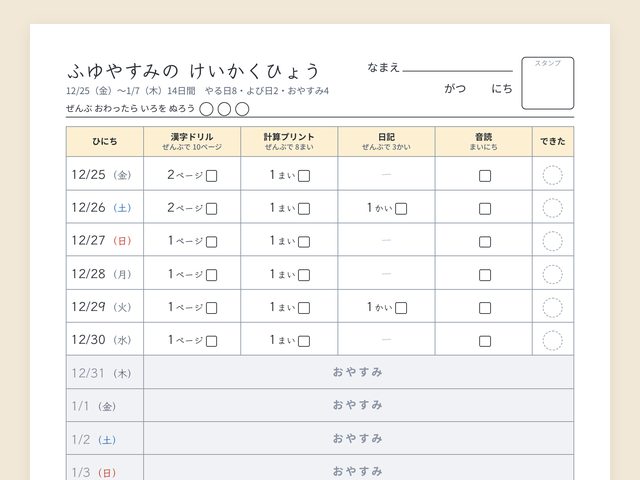 ふゆやすみの けいかくひょう
なまえ
スタンプ
12/25（金）〜1/7（木）14日間　やる日8・よび日2・おやすみ4
がつ　にち
ぜんぶ おわったら いろを ぬろう
ひにち　漢字ドリル　計算プリント　日記　音読　できた
ぜんぶで 10ページ　ぜんぶで 8まい　ぜんぶで 3かい　まいにち
12/25（金）　2ページ　1まい　—
12/26（土）　2ページ　1まい　1かい
12/27（日）　1ページ　1まい　—
12/28（月）　1ページ　1まい　—
12/29（火）　1ページ　1まい　1かい
12/30（水）　1ページ　1まい　—
12/31（木）　おやすみ
1/1（金）　おやすみ
1/2（土）　おやすみ
1/3（日）　おやすみ